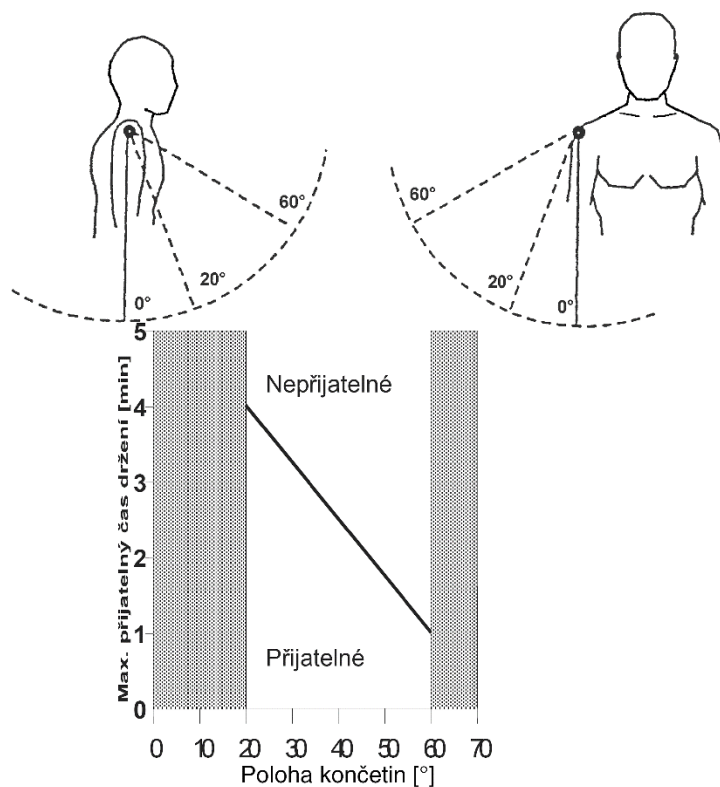 60°
20°
0°
60°
20°
0°
Max. přijatelný čas držení [min]
5
4
3
2
1
0
Nepřijatelné
Přijatelné
0 10 20 30 40 50 60 70
Poloha končetin [°]